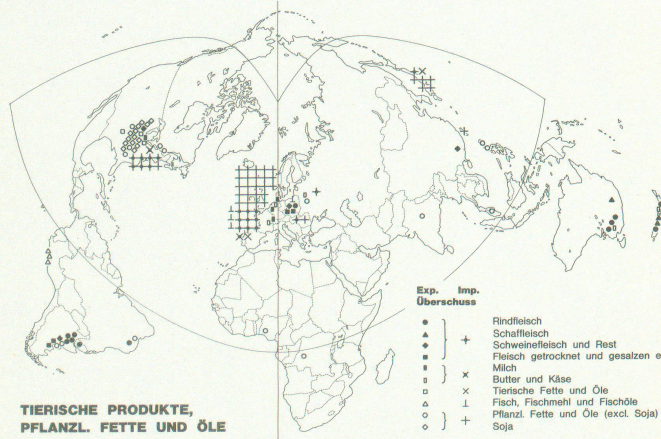 Exp. Imp.
Überschuss
Rindfleisch
Schaffleisch
Schweinefleisch und Rest
Fleisch getrocknet und gesalzen e
Milch
Butter und Käse
Tierische Fette und Öle
Fisch, Fischmehl und Fischöle
Pflanzl. Fette und Öle (excl. Soja)
Soja
TIERISCHE PRODUKTE,
PFLANZL. FETTE UND ÖLE